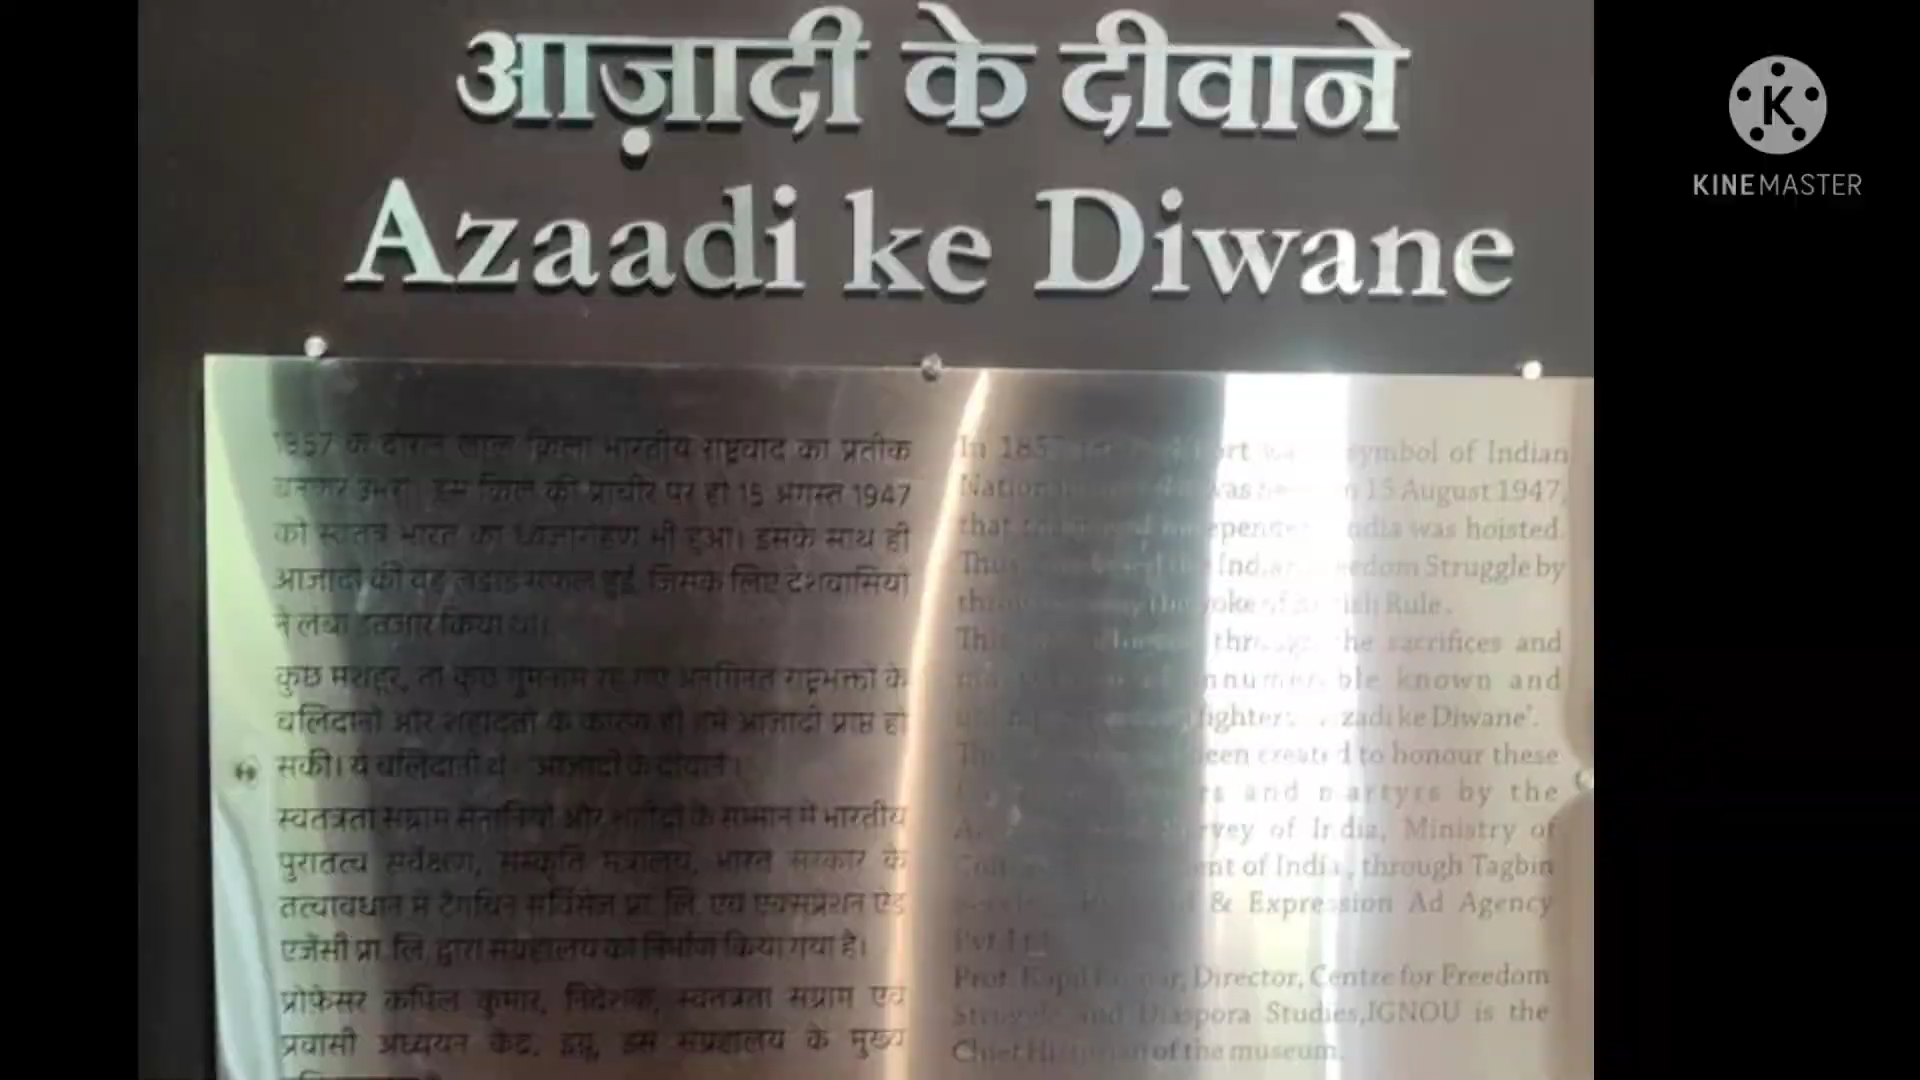 आज़ादी के दीवाने
Azaadi ke Diwane
KINEMASTER
1857 के दौरान लाल क़िला भारतीय राष्ट्रवाद का प्रतीक
बनकर उभरा। इस क़िले की प्राचीर पर ही 15 अगस्त 1947
को स्वतंत्र भारत का ध्वजारोहण भी हुआ। इसके साथ ही
आज़ादी की वह लड़ाई सफल हुई, जिसके लिए देशवासियों
ने लंबा इंतज़ार किया था।
कुछ मशहूर, तो कुछ गुमनाम रह गए अनगिनत राष्ट्रभक्तों के
बलिदानों और शहादतों के कारण ही हमें आज़ादी प्राप्त हो
सकी। ये बलिदानी थे आज़ादी के दीवाने।
स्वतंत्रता संग्राम सेनानियों और शहीदों के सम्मान में भारतीय
पुरातत्व सर्वेक्षण, संस्कृति मंत्रालय, भारत सरकार के
तत्वावधान में टैगबिन सर्विसेज प्रा. लि. एवं एक्सप्रेशन ऐड
एजेंसी प्रा. लि. द्वारा संग्रहालय का निर्माण किया गया है।
प्रोफ़ेसर कपिल कुमार, निदेशक, स्वतंत्रता संग्राम एवं
प्रवासी अध्ययन केंद्र, इग्नू, इस संग्रहालय के मुख्य
In 1857 symbol of Indian
was 15 August 1947,
that India was hoisted.
Thus Indian Freedom Struggle by
the yoke of British Rule.
This through the sacrifices and
innumerable known and
fighters Azadi ke Diwane'.
been created to honour these
and martyrs by the
Survey of India, Ministry of
of India, through Tagbin
& Expression Ad Agency
Pvt Ltd
Prof. Kapil Kumar, Director, Centre for Freedom
Struggle and Diaspora Studies,IGNOU is the
Chief Historian of the museum.